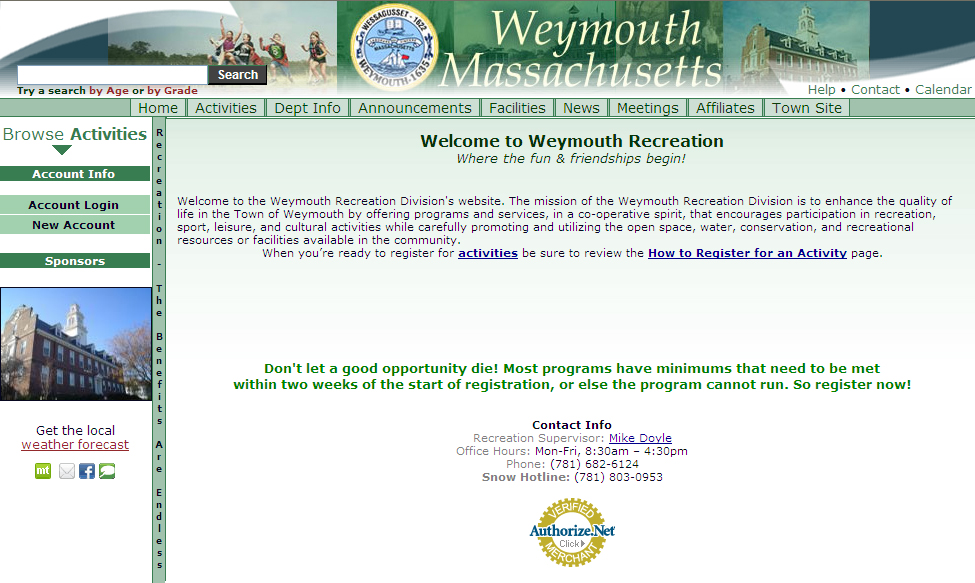 WESSAGUSSET - 1622
WEYMOUTH-1635
Weymouth
Massachusetts
Search
Try a search by Age or by Grade
Help • Contact • Calendar
Home Activities Dept Info Announcements Facilities News Meetings Affiliates Town Site
Browse Activities
Account Info
Account Login
New Account
Sponsors
Get the local
weather forecast
mt
Recreation - The Benefits Are Endless
Welcome to Weymouth Recreation
Where the fun & friendships begin!
Welcome to the Weymouth Recreation Division's website. The mission of the Weymouth Recreation Division is to enhance the quality of
life in the Town of Weymouth by offering programs and services, in a co-operative spirit, that encourages participation in recreation,
sport, leisure, and cultural activities while carefully promoting and utilizing the open space, water, conservation, and recreational
resources or facilities available in the community.
When you're ready to register for activities be sure to review the How to Register for an Activity page.
Don't let a good opportunity die! Most programs have minimums that need to be met
within two weeks of the start of registration, or else the program cannot run. So register now!
Contact Info
Recreation Supervisor: Mike Doyle
Office Hours: Mon-Fri, 8:30am – 4:30pm
Phone: (781) 682-6124
Snow Hotline: (781) 803-0953
VERIFIED
Authorize.Net
Click
MERCHANT